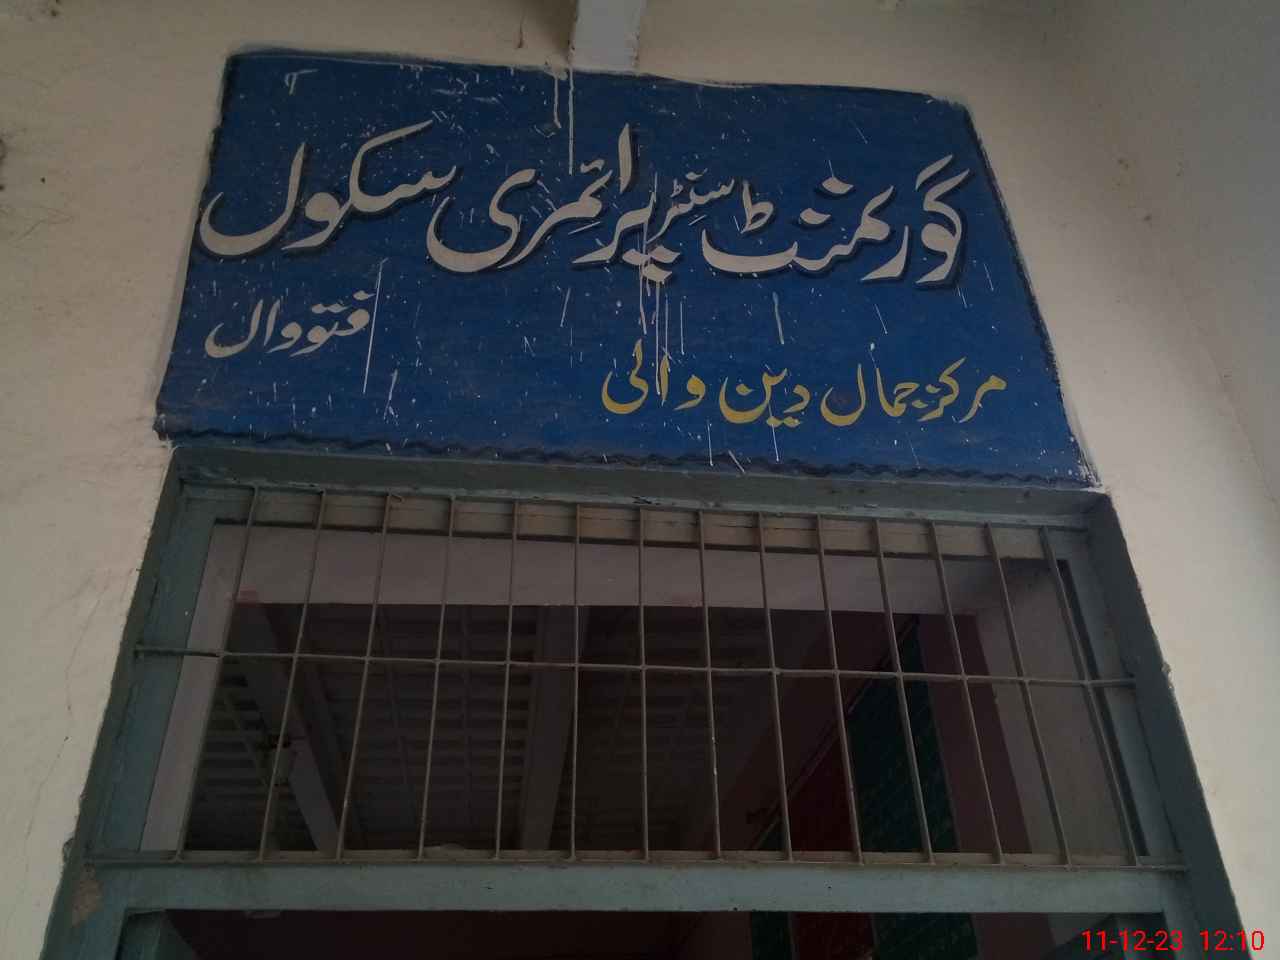 گورنمنٹ سنٹر پرائمری سکول
فتووال
مرکز جمال دین والی
11-12-23 12:10